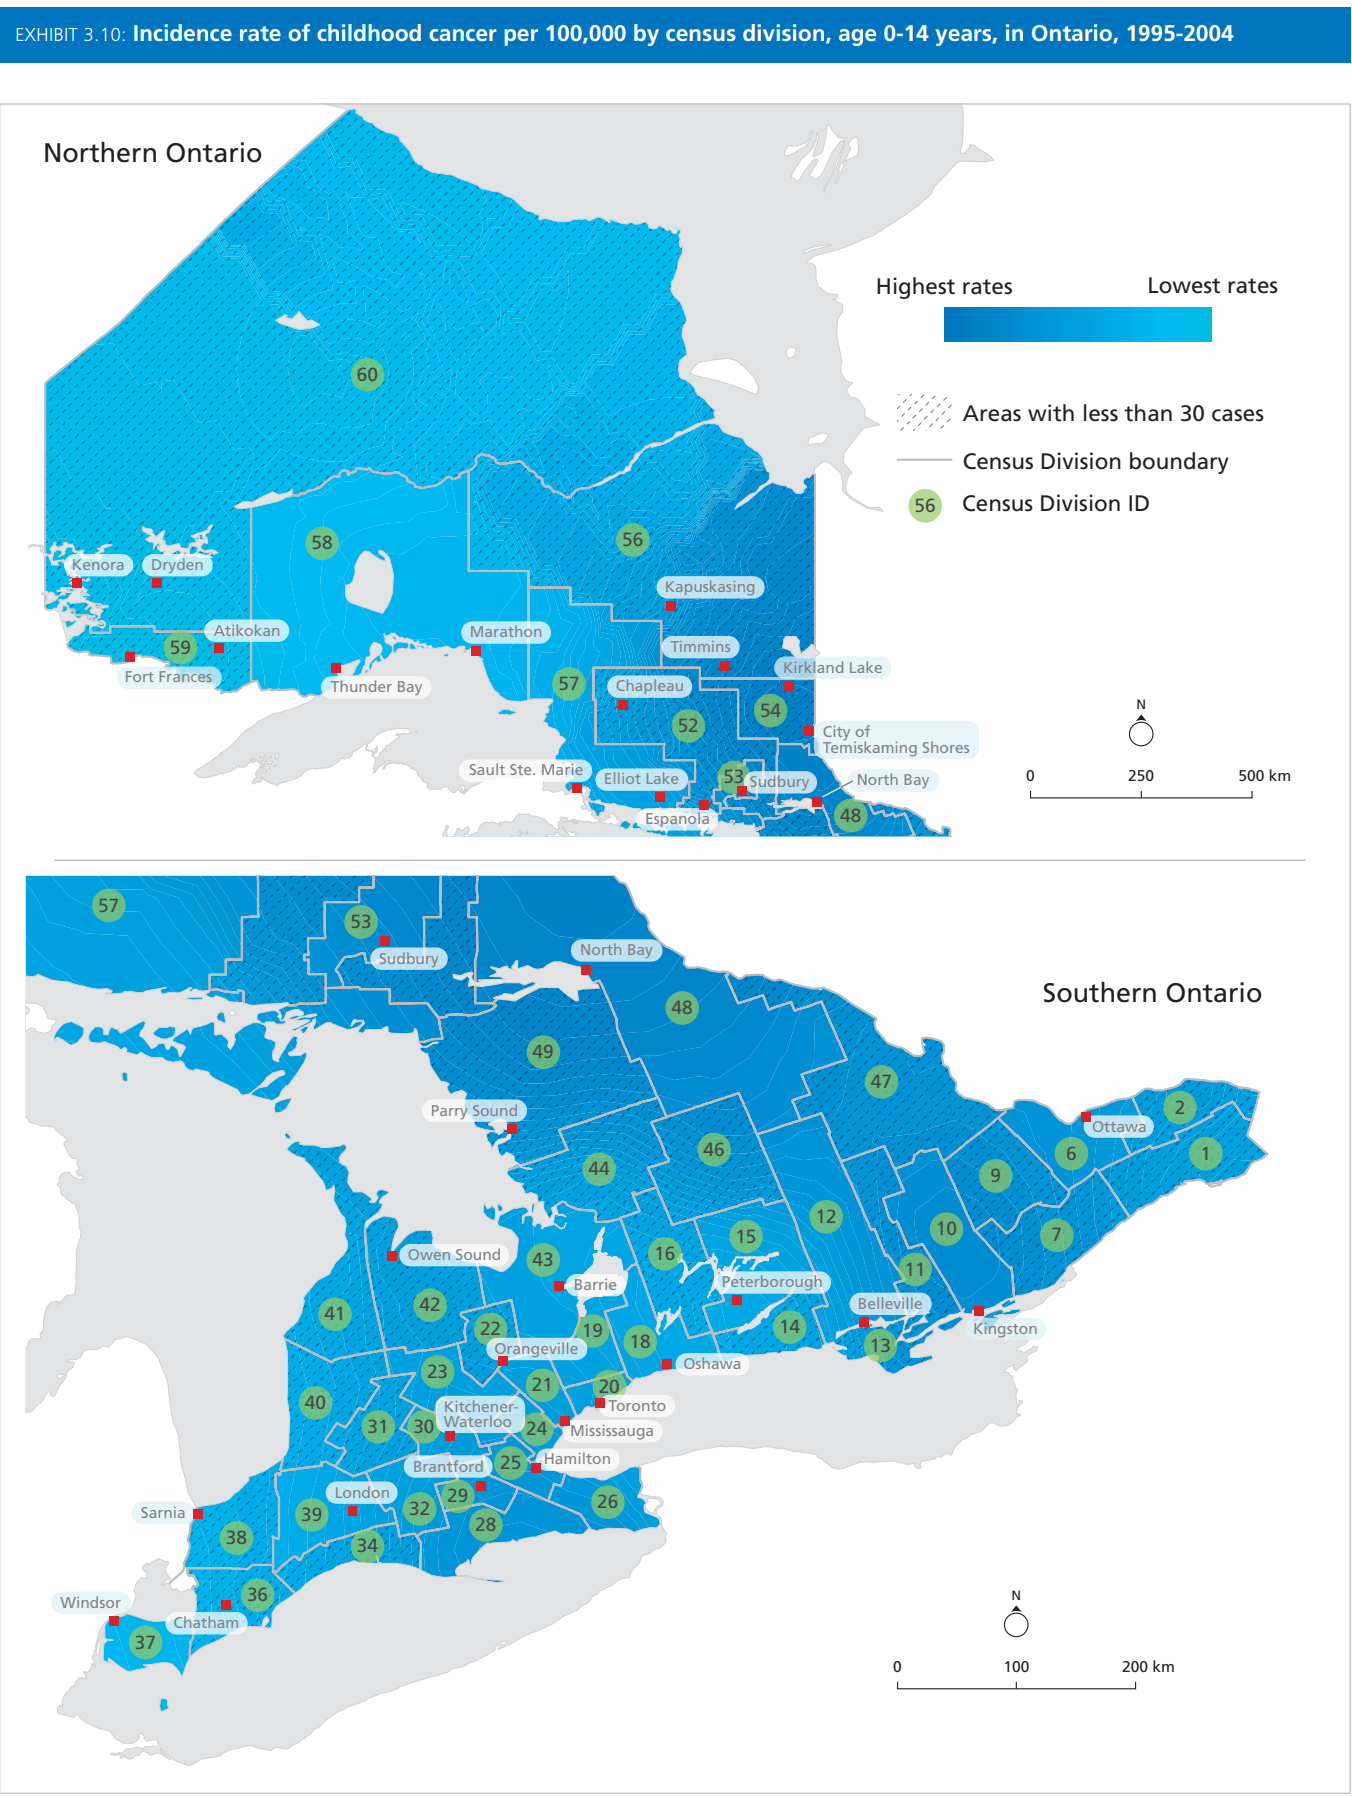 EXHIBIT 3.10: Incidence rate of childhood cancer per 100,000 by census division, age 0-14 years, in Ontario, 1995-2004
Northern Ontario
Highest rates
Lowest rates
Areas with less than 30 cases
Census Division boundary
56
Census Division ID
60
58
56
Kenora
Dryden
Kapuskasing
59
Atikokan
Marathon
Timmins
Fort Frances
Thunder Bay
57
Chapleau
Kirkland Lake
52
54
City of
Temiskaming Shores
Sault Ste. Marie
Elliot Lake
53
Sudbury
North Bay
Espanola
48
N
0
250
500 km
57
53
Sudbury
North Bay
Southern Ontario
48
49
47
Parry Sound
2
Ottawa
46
6
1
44
9
12
10
7
15
16
Owen Sound
43
11
Barrie
Peterborough
42
41
Belleville
22
19
18
14
Kingston
13
Orangeville
Oshawa
23
21
20
40
Kitchener-
Waterloo
Toronto
31
30
24
Mississauga
Brantford
25
Hamilton
London
29
26
Sarnia
39
32
28
38
34
36
Windsor
Chatham
37
N
0
100
200 km